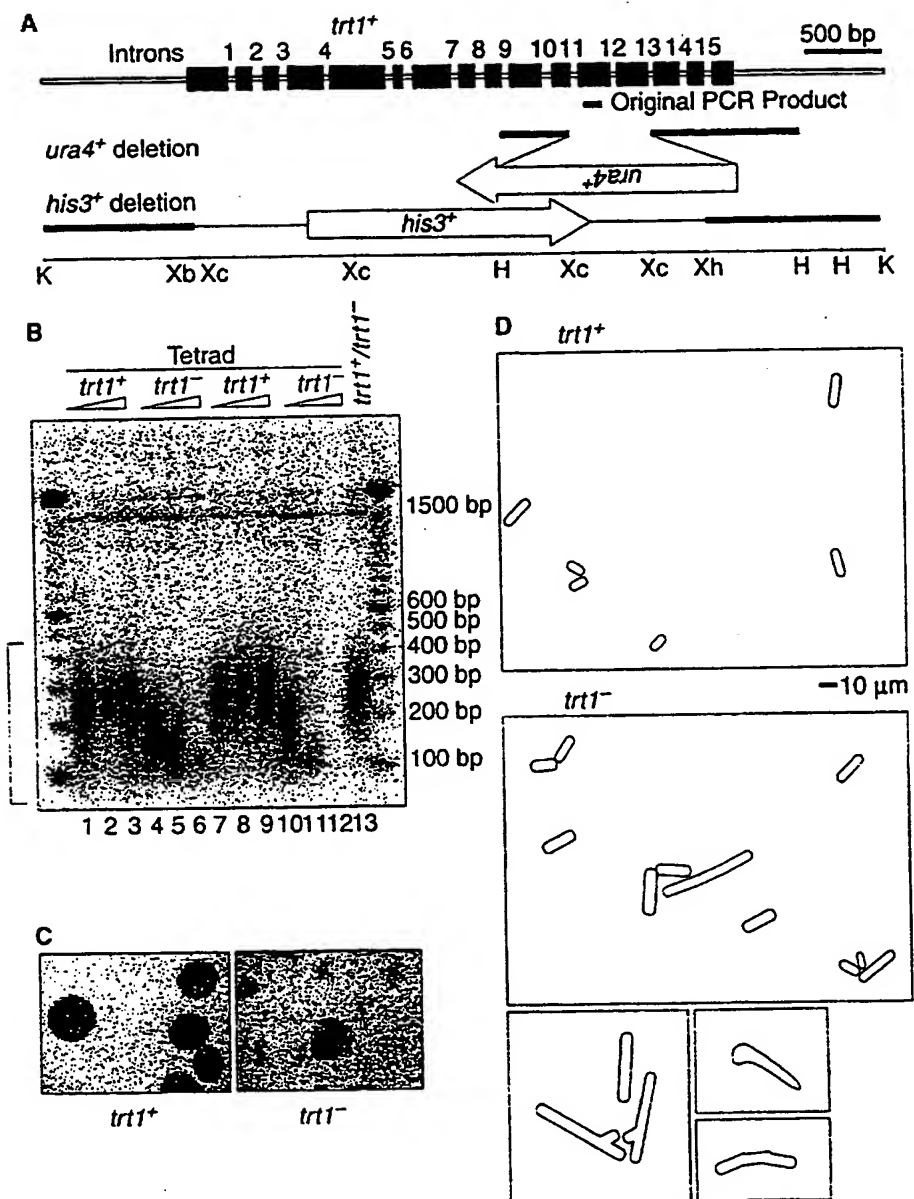 A
trt1+
Introns 1 2 3 4 5 6 7 8 9 10 11 12 13 14 15
500 bp
Original PCR Product
ura4+ deletion
ura4+
his3+ deletion
his3+
K Xb Xc Xc H Xc Xc Xh H H K
B
Tetrad
trt1+ trt1− trt1+ trt1− trt1+/trt1−
1500 bp
600 bp
500 bp
400 bp
300 bp
200 bp
100 bp
1 2 3 4 5 6 7 8 9 10 11 12 13
C
trt1+ trt1−
D
trt1+
10 µm
trt1−